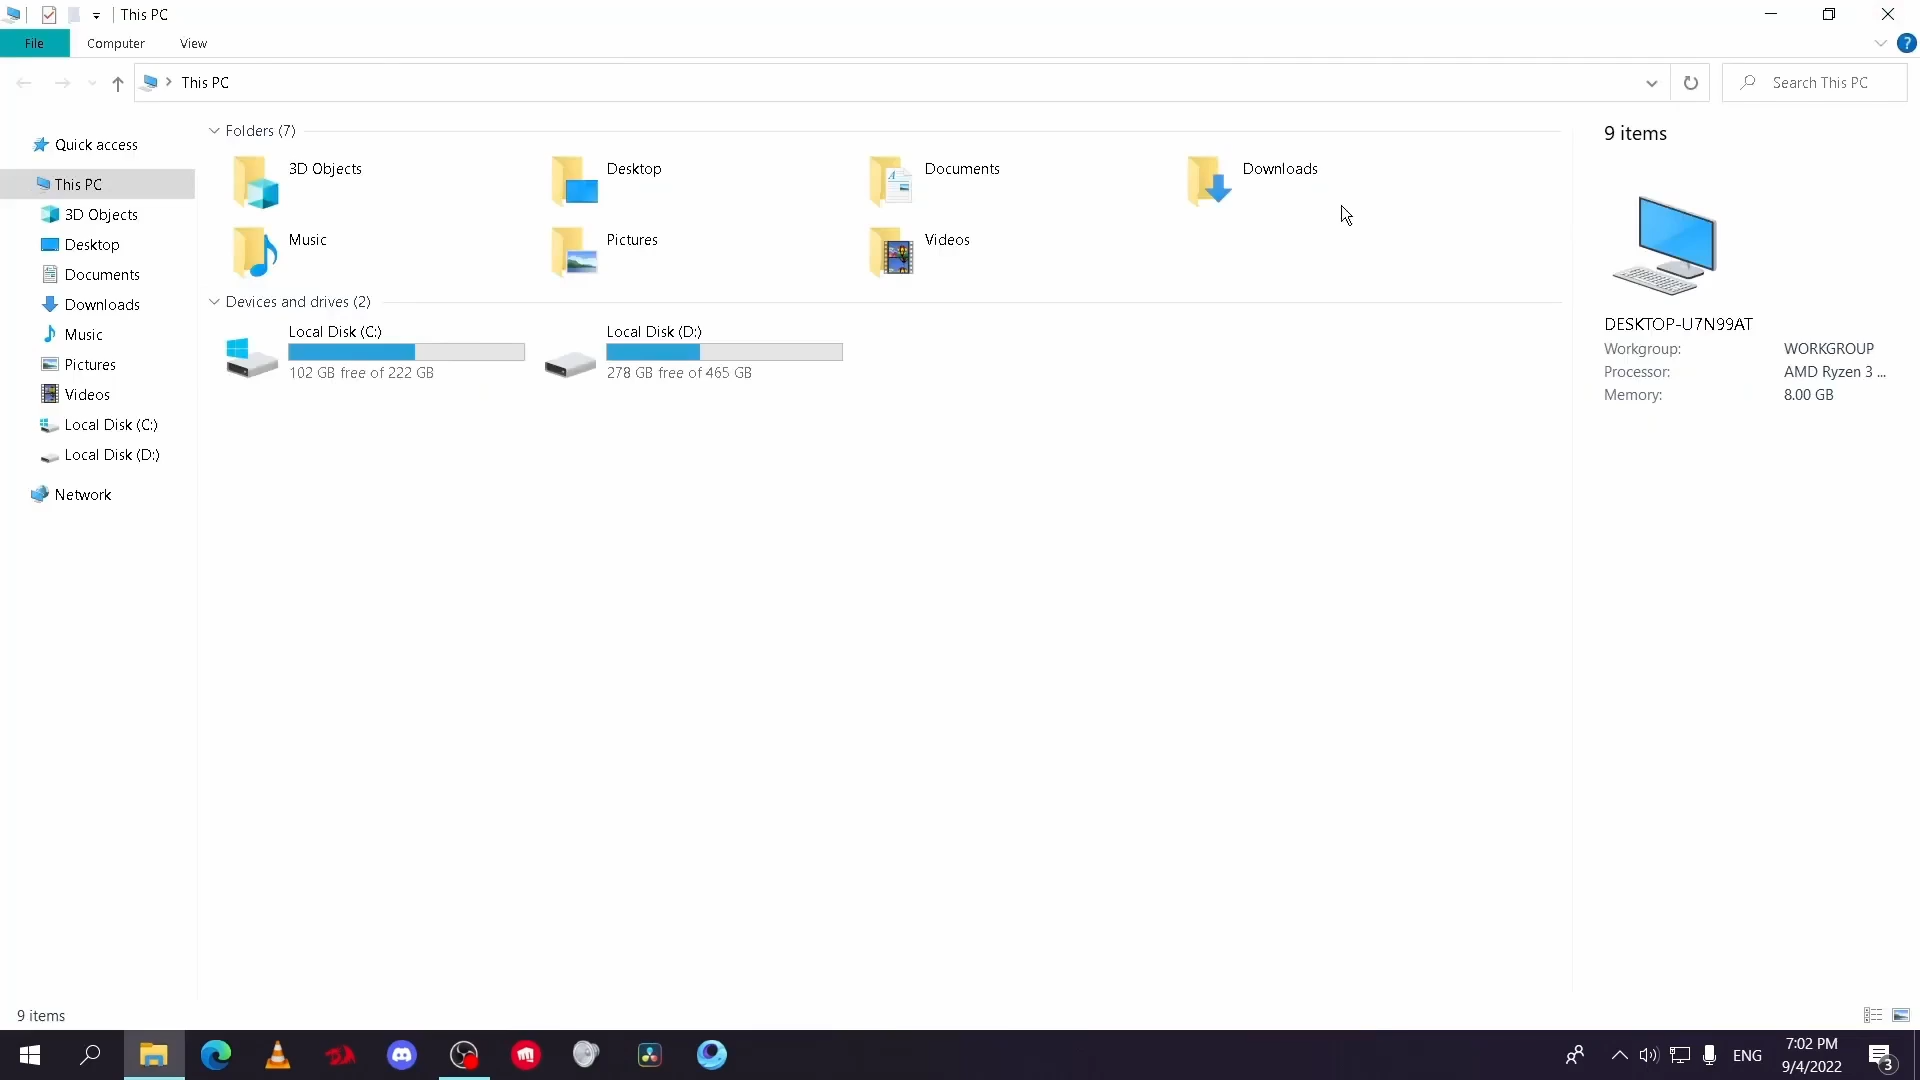 This PC
File
Computer
View
This PC
Search This PC
Quick access
This PC
3D Objects
Desktop
Documents
Downloads
Music
Pictures
Videos
Local Disk (C:)
Local Disk (D:)
Network
Folders (7)
3D Objects
Desktop
Documents
Downloads
Music
Pictures
Videos
Devices and drives (2)
Local Disk (C:)
102 GB free of 222 GB
Local Disk (D:)
278 GB free of 465 GB
9 items
DESKTOP-U7N99AT
Workgroup: WORKGROUP
Processor: AMD Ryzen 3 ...
Memory: 8.00 GB
9 items
ENG
7:02 PM
9/4/2022
3